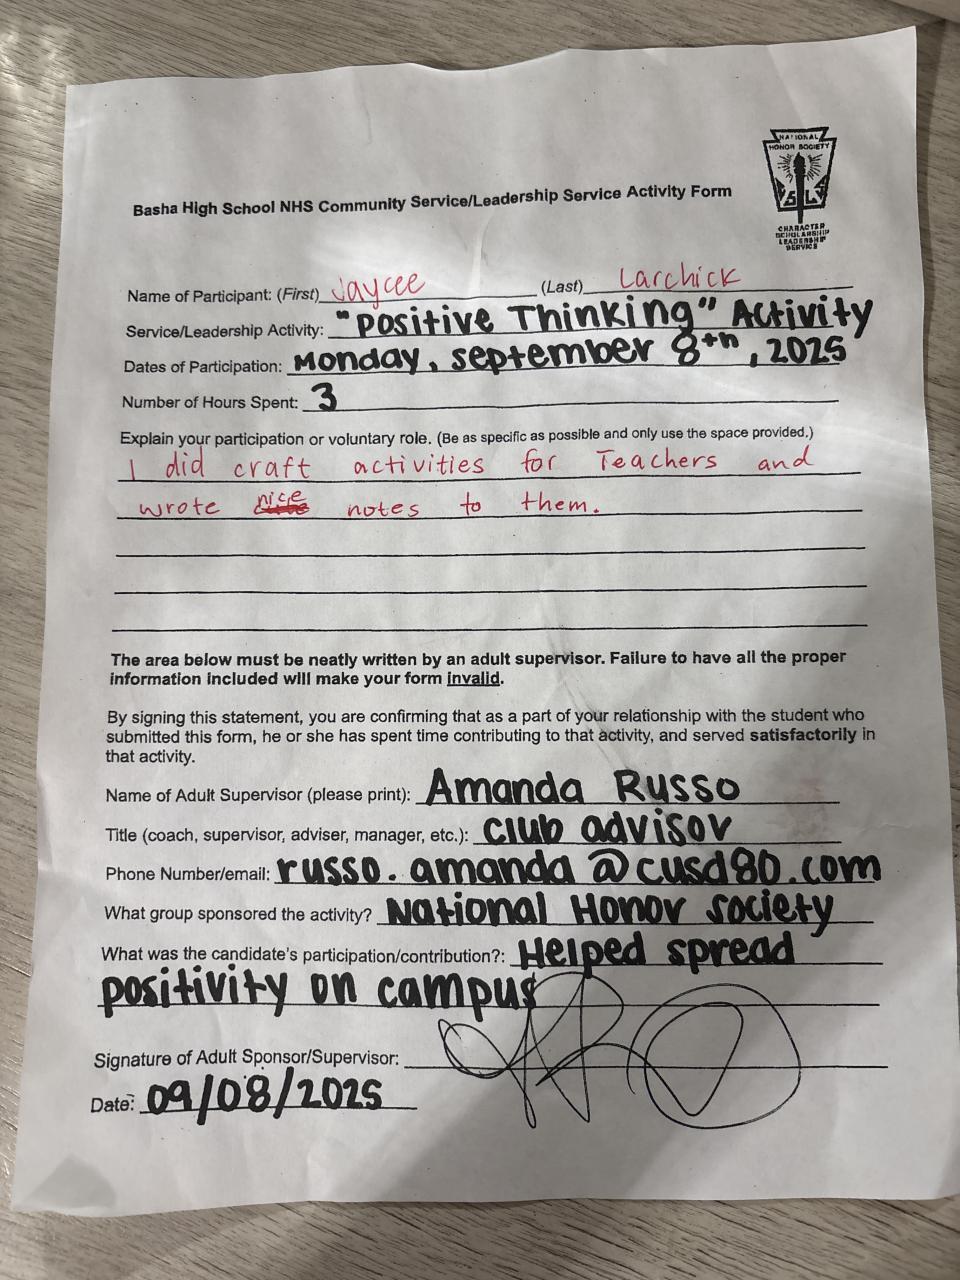 NATIONAL
HONOR SOCIETY
S L
CHARACTER
SCHOLARSHIP
LEADERSHIP
SERVICE
Basha High School NHS Community Service/Leadership Service Activity Form
Name of Participant: (First) Jaycee (Last) Larchick
Service/Leadership Activity: "Positive Thinking" Activity
Dates of Participation: Monday, september 8th, 2025
Number of Hours Spent: 3
Explain your participation or voluntary role. (Be as specific as possible and only use the space provided.)
I did craft activities for Teachers and
wrote nice notes to them.
The area below must be neatly written by an adult supervisor. Failure to have all the proper
information included will make your form invalid.
By signing this statement, you are confirming that as a part of your relationship with the student who
submitted this form, he or she has spent time contributing to that activity, and served satisfactorily in
that activity.
Name of Adult Supervisor (please print): Amanda Russo
Title (coach, supervisor, adviser, manager, etc.): club advisor
Phone Number/email: russo.amanda@cusd80.com
What group sponsored the activity? National Honor Society
What was the candidate's participation/contribution?: Helped spread
positivity on campus
Signature of Adult Sponsor/Supervisor:
Date: 09/08/2025